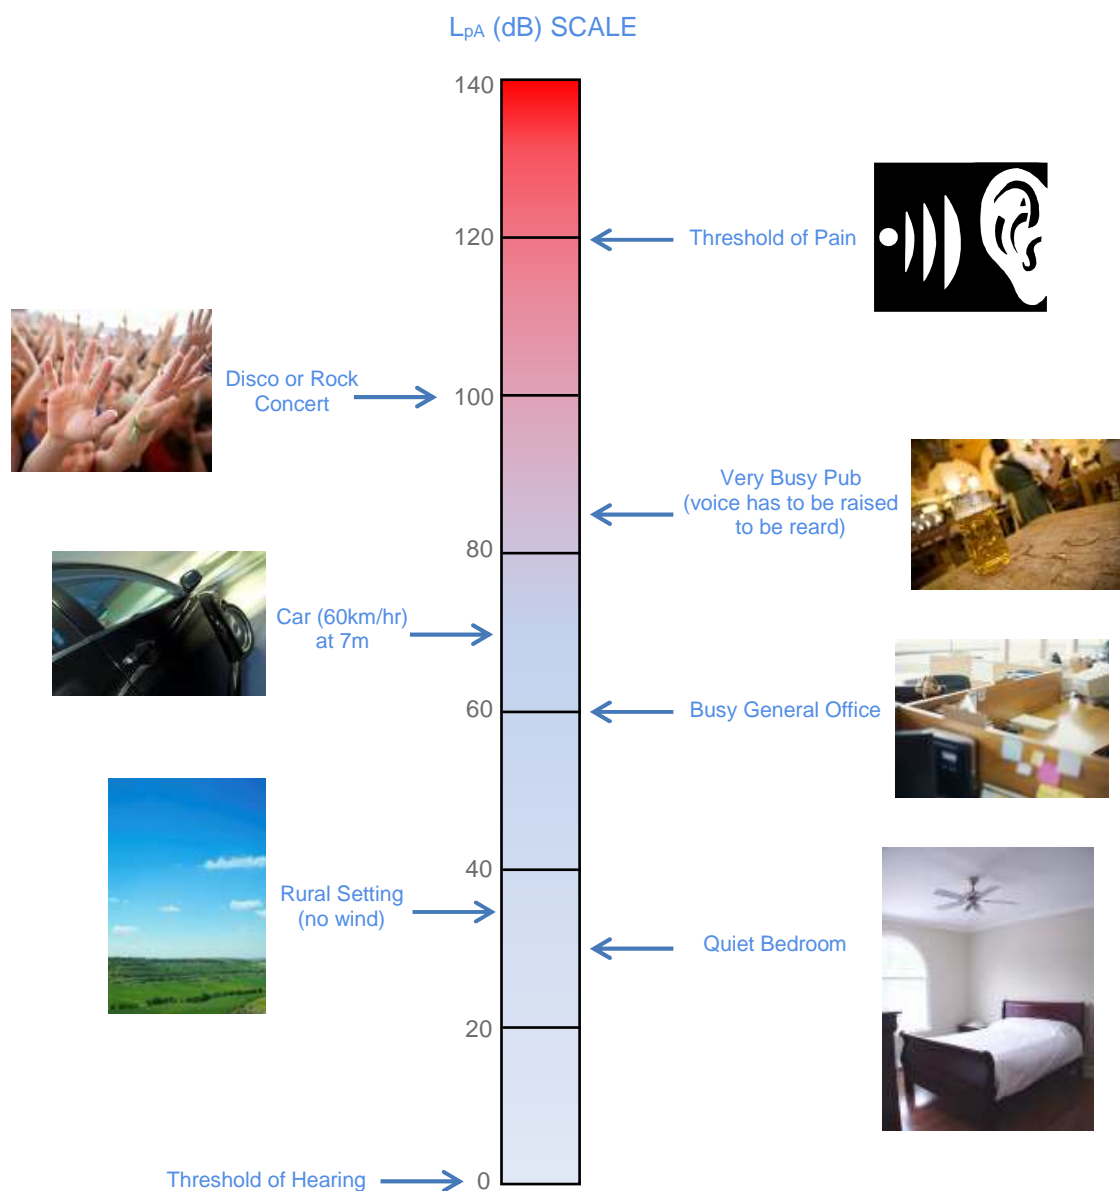 LpA (dB) SCALE
140
120
Threshold of Pain
Disco or Rock
Concert
100
Very Busy Pub
(voice has to be raised
to be reard)
80
Car (60km/hr)
at 7m
60
Busy General Office
40
Rural Setting
(no wind)
Quiet Bedroom
20
Threshold of Hearing
0